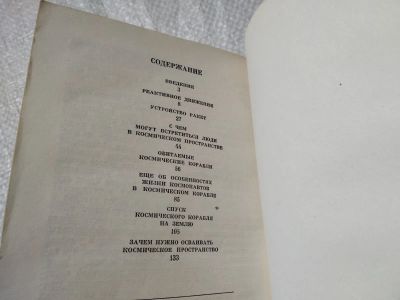 СОДЕРЖАНИЕ
ВВЕДЕНИЕ
3
РЕАКТИВНОЕ ДВИЖЕНИЕ
8
УСТРОЙСТВО РАКЕТ
27
С ЧЕМ
МОГУТ ВСТРЕТИТЬСЯ ЛЮДИ
В КОСМИЧЕСКОМ ПРОСТРАНСТВЕ
44
ОБИТАЕМЫЕ
КОСМИЧЕСКИЕ КОРАБЛИ
56
ЕЩЕ ОБ ОСОБЕННОСТЯХ
ЖИЗНИ КОСМОНАВТОВ
В КОСМИЧЕСКОМ КОРАБЛЕ
85
СПУСК
КОСМИЧЕСКОГО КОРАБЛЯ
НА ЗЕМЛЮ
105
ЗАЧЕМ НУЖНО ОСВАИВАТЬ
КОСМИЧЕСКОЕ ПРОСТРАНСТВО
133